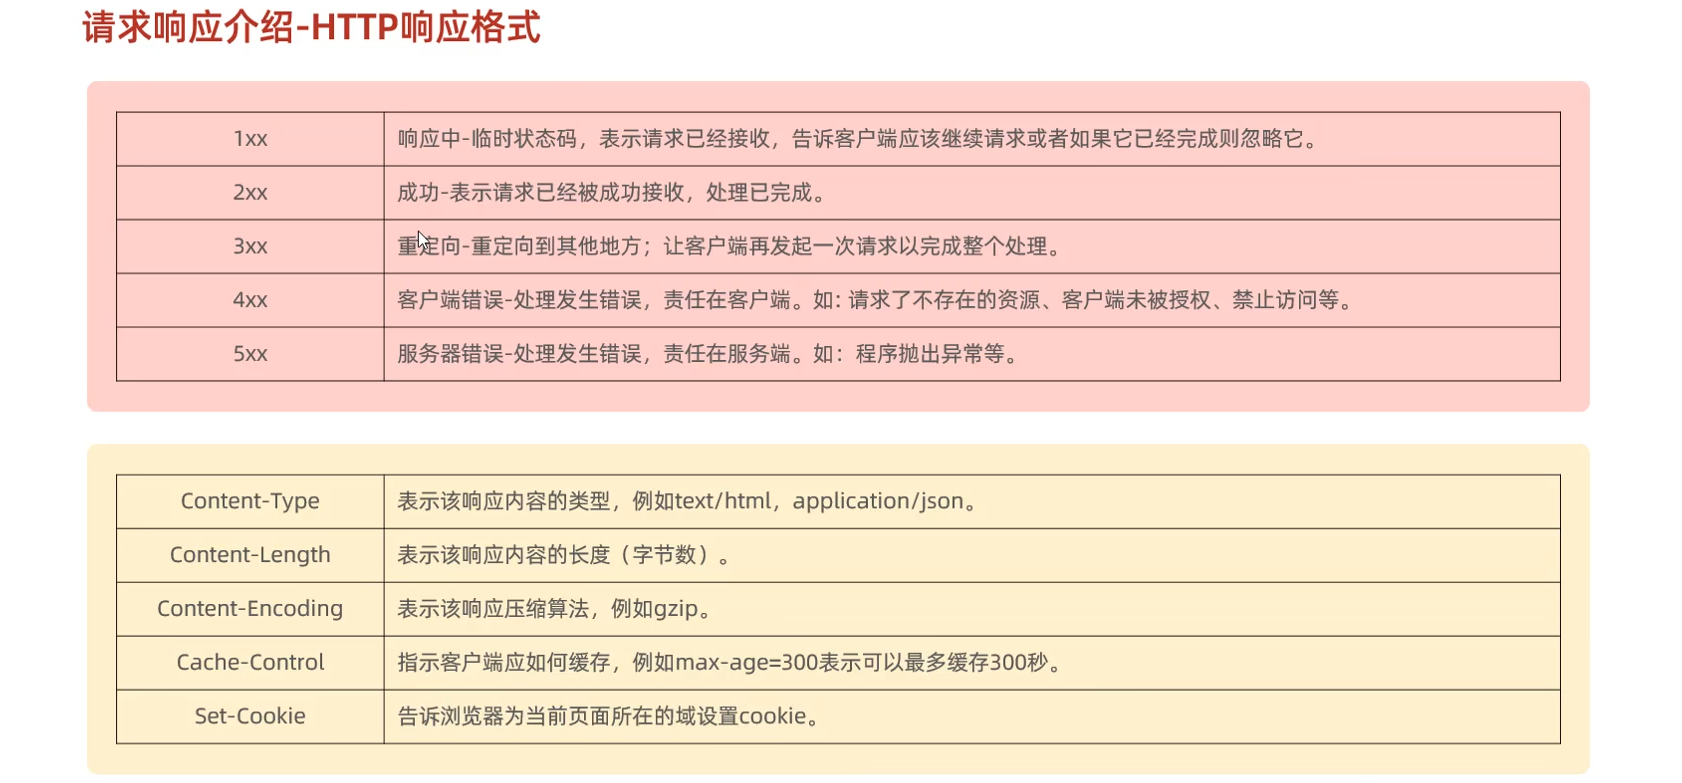 请求响应介绍-HTTP响应格式
1xx 响应中-临时状态码，表示请求已经接收，告诉客户端应该继续请求或者如果它已经完成则忽略它。
2xx 成功-表示请求已经被成功接收，处理已完成。
3xx 重定向-重定向到其他地方；让客户端再发起一次请求以完成整个处理。
4xx 客户端错误-处理发生错误，责任在客户端。如：请求了不存在的资源、客户端未被授权、禁止访问等。
5xx 服务器错误-处理发生错误，责任在服务端。如：程序抛出异常等。
Content-Type 表示该响应内容的类型，例如text/html，application/json。
Content-Length 表示该响应内容的长度（字节数）。
Content-Encoding 表示该响应压缩算法，例如gzip。
Cache-Control 指示客户端应如何缓存，例如max-age=300表示可以最多缓存300秒。
Set-Cookie 告诉浏览器为当前页面所在的域设置cookie。